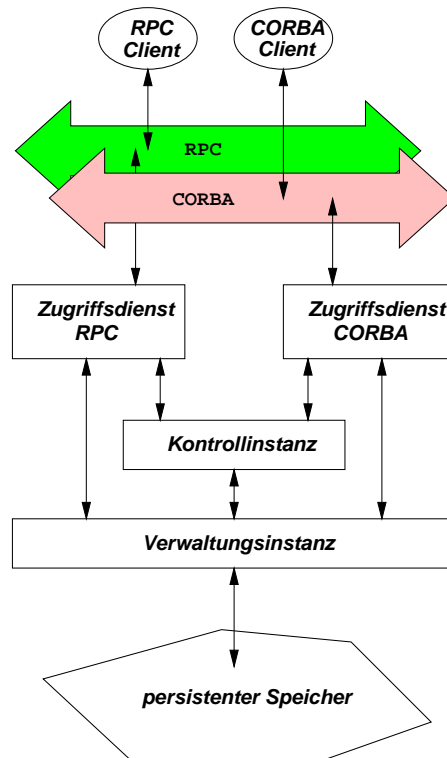 RPC
Client
CORBA
Client
RPC
CORBA
Zugriffsdienst
RPC
Zugriffsdienst
CORBA
Kontrollinstanz
Verwaltungsinstanz
persistenter Speicher